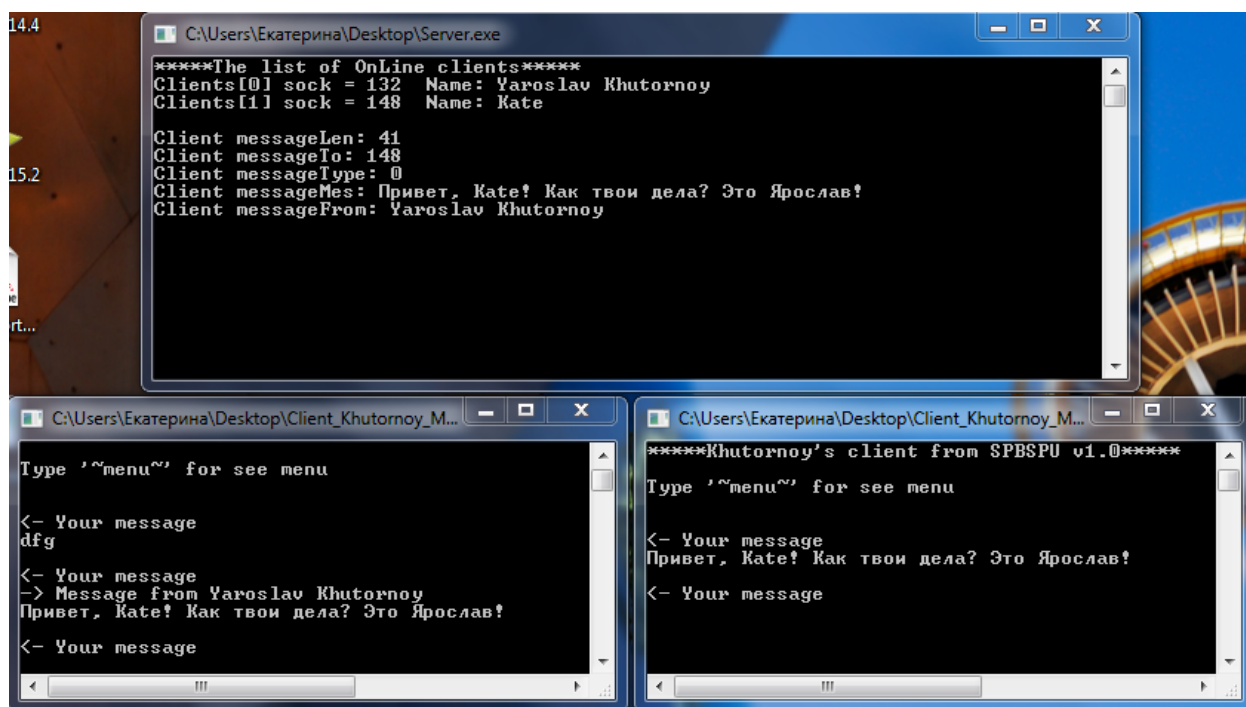 14.4
15.2
rt...
C:\Users\Екатерина\Desktop\Server.exe
*****The list of OnLine clients*****
Clients[0] sock = 132  Name: Yaroslav Khutornoy
Clients[1] sock = 148  Name: Kate
Client messageLen: 41
Client messageTo: 148
Client messageType: 0
Client messageMes: Привет, Kate! Как твои дела? Это Ярослав!
Client messageFrom: Yaroslav Khutornoy
C:\Users\Екатерина\Desktop\Client_Khutornoy_M...
Type '~menu~' for see menu
<- Your message
dfg
<- Your message
-> Message from Yaroslav Khutornoy
Привет, Kate! Как твои дела? Это Ярослав!
<- Your message
C:\Users\Екатерина\Desktop\Client_Khutornoy_M...
*****Khutornoy's client from SPBSPU v1.0*****
Type '~menu~' for see menu
<- Your message
Привет, Kate! Как твои дела? Это Ярослав!
<- Your message